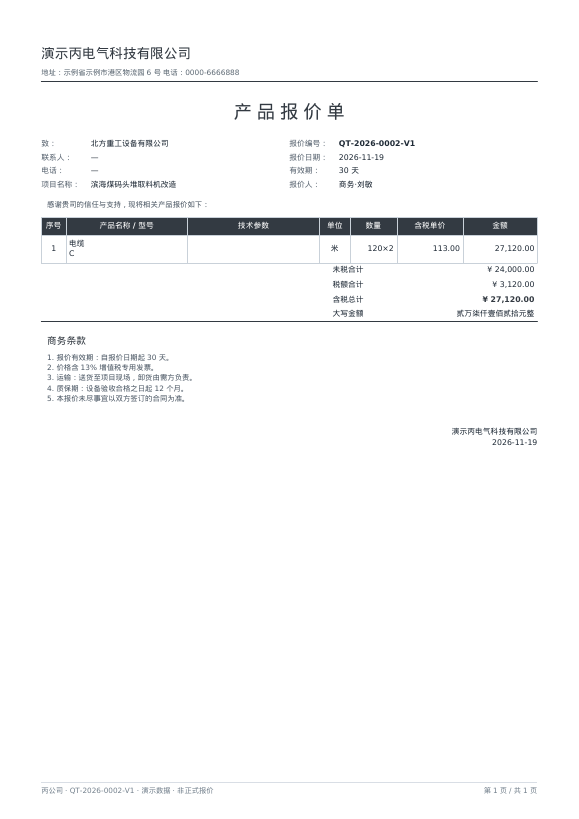 演示丙电气科技有限公司
地址：示例省示例市港区物流园 6 号 电话：0000-6666888
产 品 报 价 单
致： 北方重工设备有限公司 报价编号： QT-2026-0002-V1
联系人： — 报价日期： 2026-11-19
电话： — 有效期： 30 天
项目名称： 滨海煤码头堆取料机改造 报价人： 商务·刘敏
感谢贵司的信任与支持，现将相关产品报价如下：
序号 产品名称 / 型号 技术参数 单位 数量 含税单价 金额
1 电缆 米 120×2 113.00 27,120.00
C
未税合计 ¥ 24,000.00
税额合计 ¥ 3,120.00
含税总计 ¥ 27,120.00
大写金额 贰万柒仟壹佰贰拾元整
商务条款
1. 报价有效期：自报价日期起 30 天。
2. 价格含 13% 增值税专用发票。
3. 运输：送货至项目现场，卸货由需方负责。
4. 质保期：设备验收合格之日起 12 个月。
5. 本报价未尽事宜以双方签订的合同为准。
演示丙电气科技有限公司
2026-11-19
丙公司 · QT-2026-0002-V1 · 演示数据 · 非正式报价 第 1 页 / 共 1 页